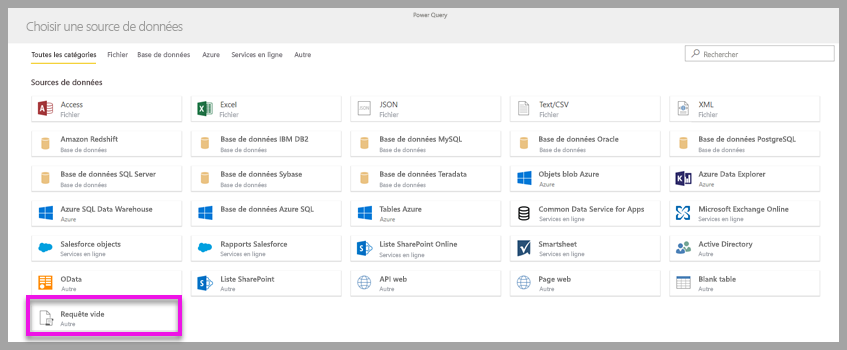 Power Query
Choisir une source de données
Toutes les catégories Fichier Base de données Azure Services en ligne Autre
Rechercher
Sources de données
Access Excel JSON Text/CSV XML
Fichier Fichier Fichier Fichier Fichier
Amazon Redshift Base de données IBM DB2 Base de données MySQL Base de données Oracle Base de données PostgreSQL
Base de données Base de données Base de données Base de données Base de données
Base de données SQL Server Base de données Sybase Base de données Teradata Objets blob Azure Azure Data Explorer
Base de données Base de données Base de données Azure Azure
Azure SQL Data Warehouse Base de données Azure SQL Tables Azure Common Data Service for Apps Microsoft Exchange Online
Azure Azure Azure Services en ligne Services en ligne
Salesforce objects Rapports Salesforce Liste SharePoint Online Smartsheet Active Directory
Services en ligne Services en ligne Services en ligne Services en ligne Autre
OData Liste SharePoint API web Page web Blank table
Autre Autre Autre Autre Autre
Requête vide
Autre